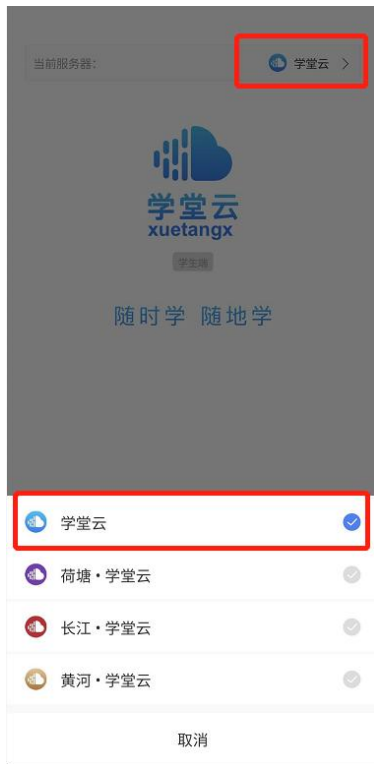 当前服务器:
学堂云
学堂云
xuetangx
学生端
随时学 随地学
学堂云
荷塘·学堂云
长江·学堂云
黄河·学堂云
取消